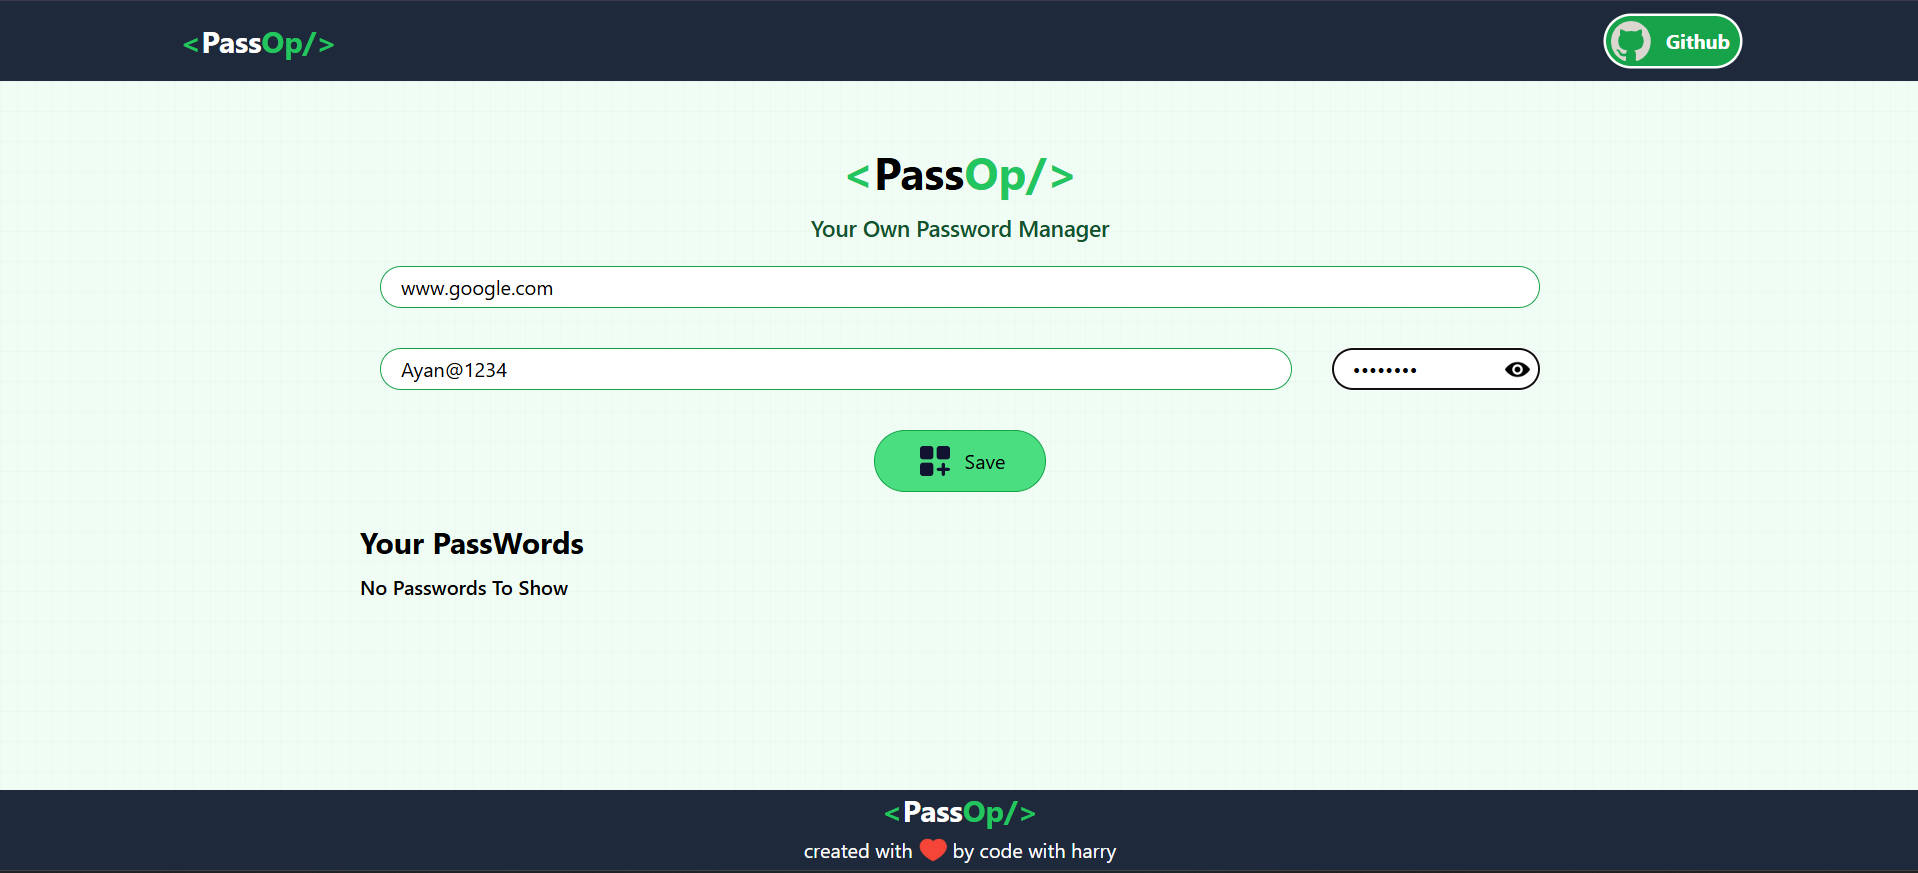 <PassOp/>
Github
<PassOp/>
Your Own Password Manager
www.google.com
Ayan@1234
••••••••
Save
Your PassWords
No Passwords To Show
<PassOp/>
created with ❤️ by code with harry